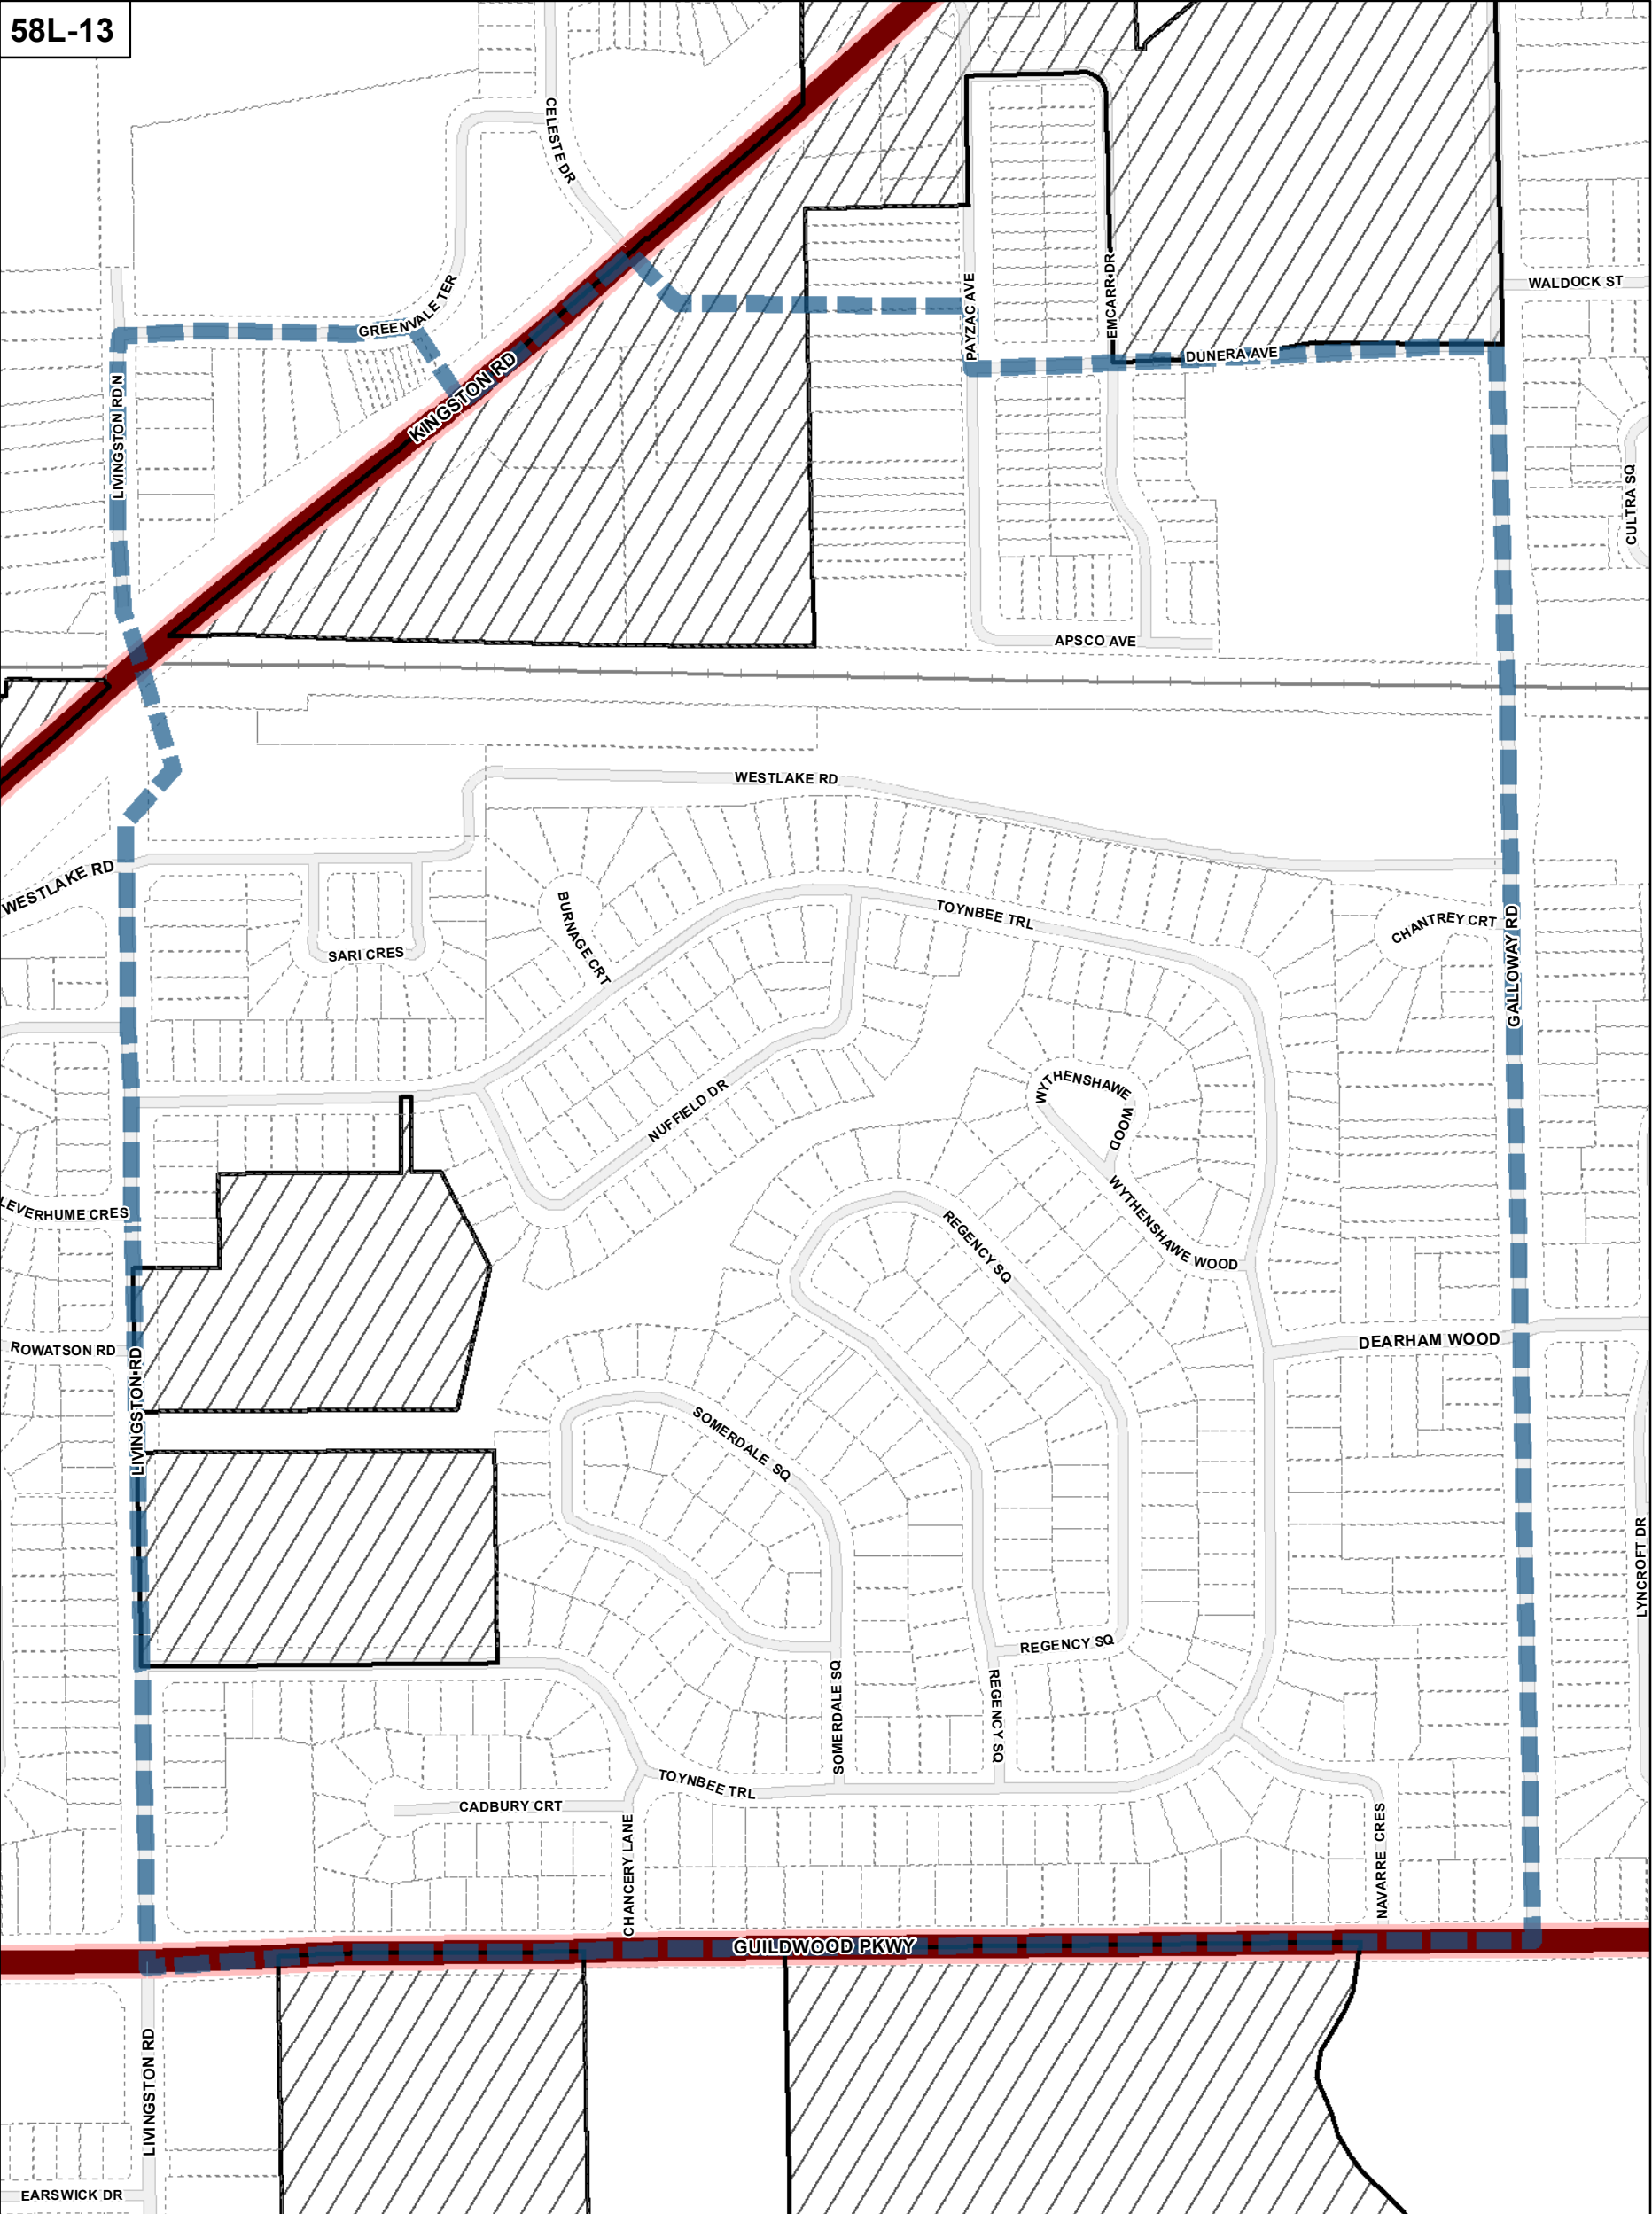 58L-13
CELESTE DR
GREENVALE TER
PAYZAC AVE
EMCARR DR
WALDOCK ST
DUNERA AVE
KINGSTON RD
LIVINGSTON RD N
CULTRA SQ
APSCO AVE
WESTLAKE RD
WESTLAKE RD
BURNAGE CRT
TOYNBEE TRL
CHANTREY CRT
SARI CRES
GALLOWAY RD
NUFFIELD DR
WYTHENSHAWE
WOOD
LEVERHUME CRES
WYTHENSHAWE WOOD
REGENCY SQ
ROWATSON RD
DEARHAM WOOD
LIVINGSTON RD
SOMERDALE SQ
LYNCROFT DR
REGENCY SQ
SOMERDALE SQ
REGENCY SQ
TOYNBEE TRL
CADBURY CRT
CHANCERY LANE
NAVARRE CRES
GUILDWOOD PKWY
LIVINGSTON RD
EARSWICK DR